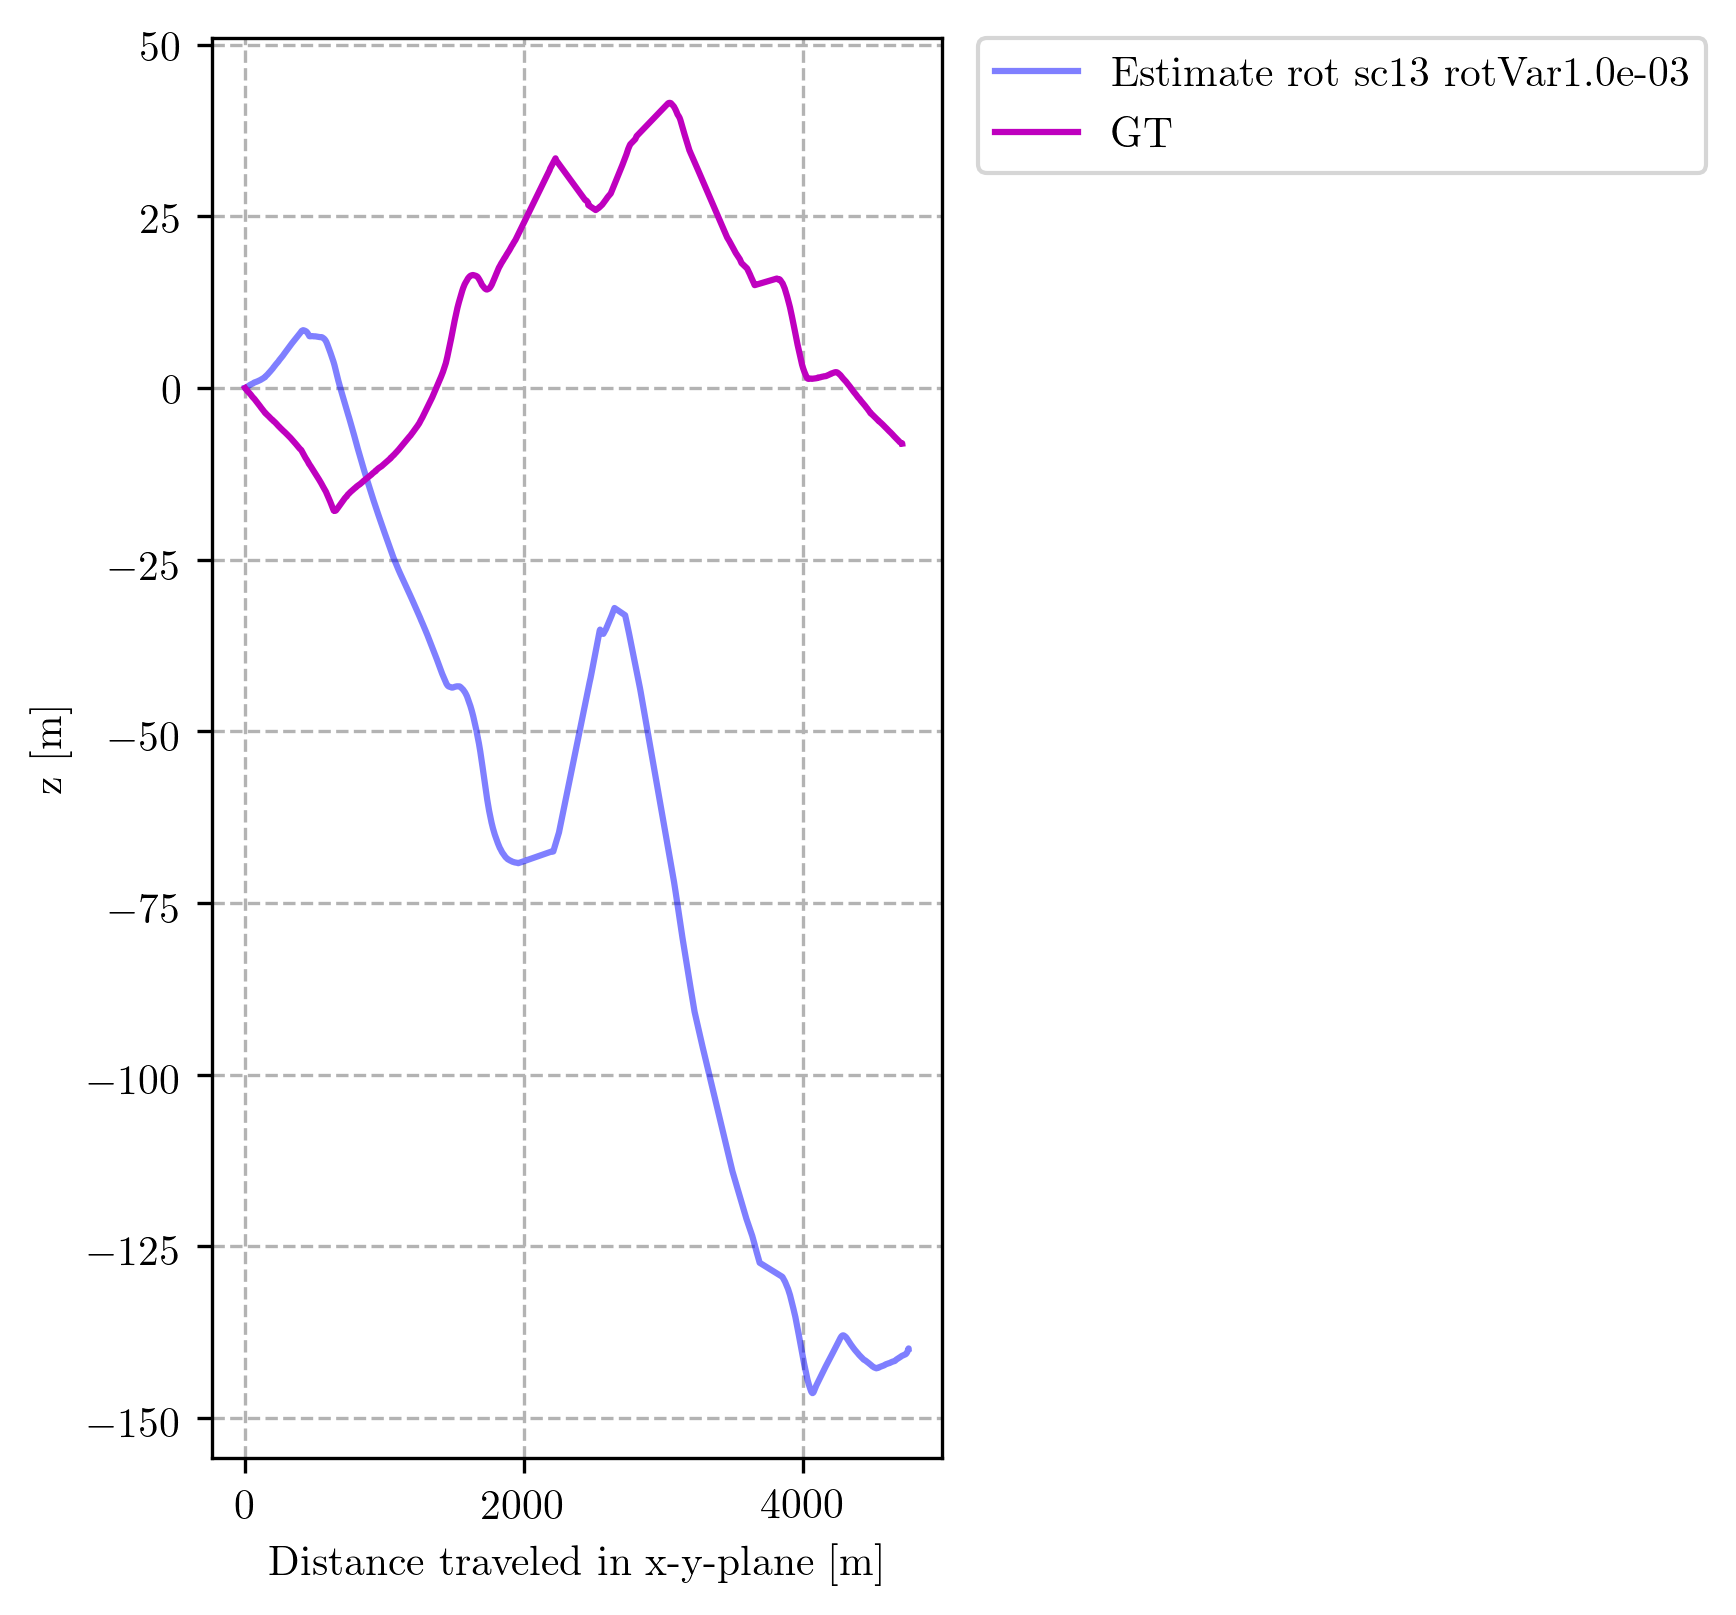 Estimate rot sc13 rotVar1.0e-03
GT
50
25
0
−25
−50
−75
−100
−125
−150
z [m]
0 2000 4000
Distance traveled in x-y-plane [m]